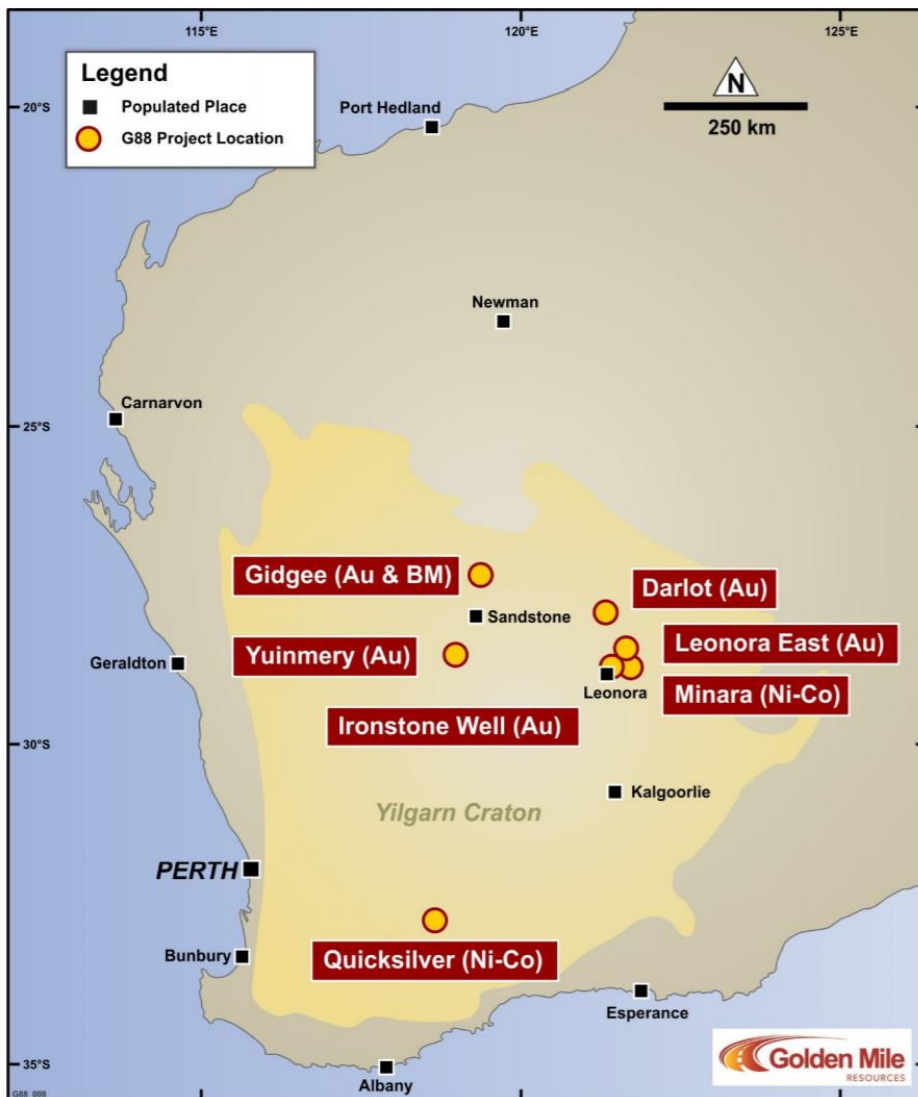 115°E
120°E
125°E
Legend
Populated Place
G88 Project Location
N
250 km
20°S
Port Hedland
Newman
Carnarvon
25°S
Gidgee (Au & BM)
Darlot (Au)
Sandstone
Leonora East (Au)
Yuinmery (Au)
Geraldton
Leonora
Minara (Ni-Co)
Ironstone Well (Au)
30°S
Kalgoorlie
Yilgarn Craton
PERTH
Bunbury
Quicksilver (Ni-Co)
Esperance
Golden Mile
RESOURCES
35°S
Albany
G88_008